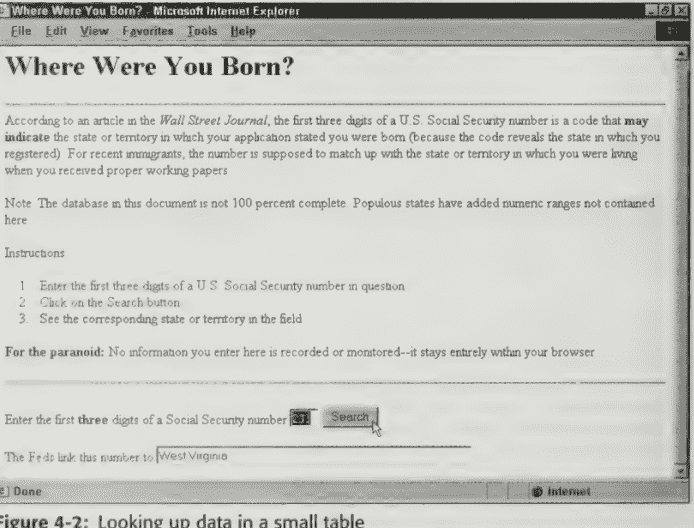 Where Were You Born? - Microsoft Internet Explorer
File Edit View Favorites Tools Help
Where Were You Born?
According to an article in the Wall Street Journal, the first three digits of a U.S. Social Security number is a code that may
indicate the state or territory in which your application stated you were born (because the code reveals the state in which you
registered) For recent immigrants, the number is supposed to match up with the state or territory in which you were living
when you received proper working papers
Note The database in this document is not 100 percent complete. Populous states have added numeric ranges not contained
here
Instructions
1 Enter the first three digits of a U S Social Security number in question
2 Click on the Search button
3. See the corresponding state or territory in the field
For the paranoid: No information you enter here is recorded or monitored--it stays entirely within your browser
Enter the first three digits of a Social Security number Search
The Feds link this number to West Virginia
Done Internet
Figure 4-2: Looking up data in a small table